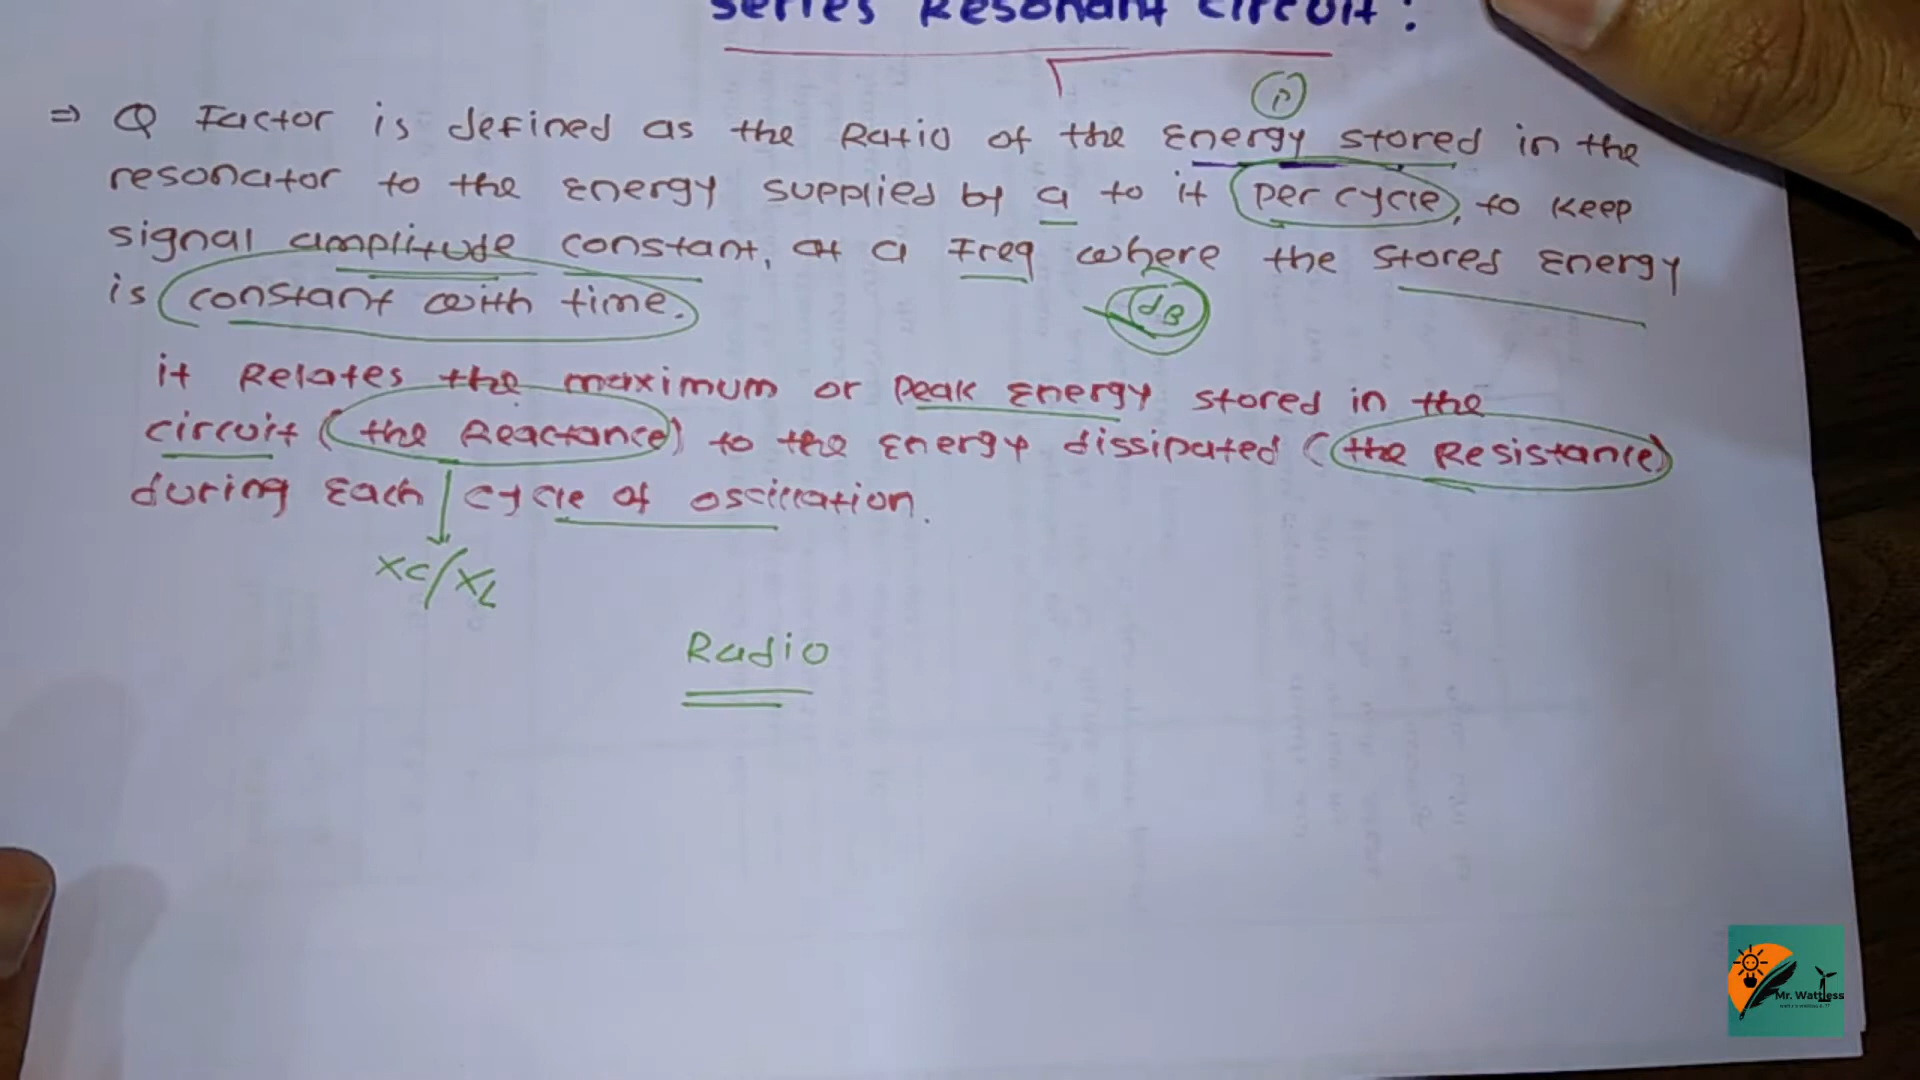 Series Resonant Circuit :
P
⇒ Q Factor is defined as the Ratio of the Energy stored in the
resonator to the Energy supplied by a to it per cycle, to keep
signal amplitude constant, at a Freq where the stored Energy
is constant with time.
dB
it Relates the maximum or Peak Energy stored in the
circuit (the Reactance) to the Energy dissipated (the Resistance)
during Each cycle of oscillation.
XC/XL
Radio
Mr. Wattless